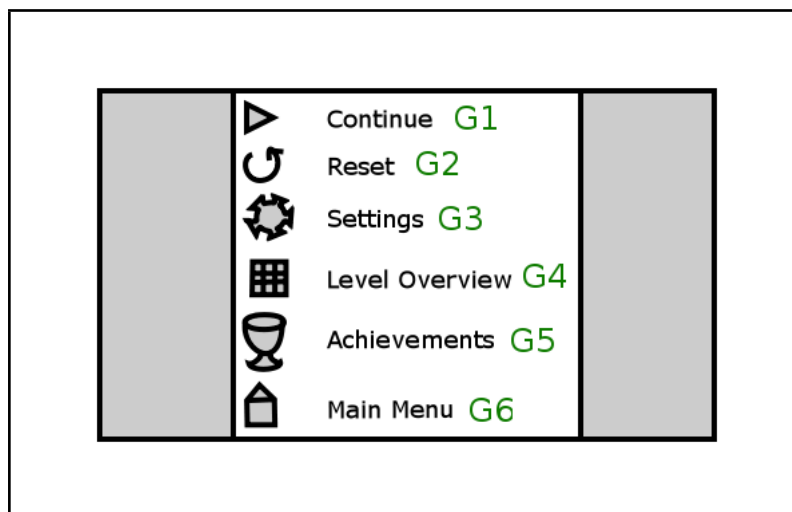 Continue G1
Reset G2
Settings G3
Level Overview G4
Achievements G5
Main Menu G6